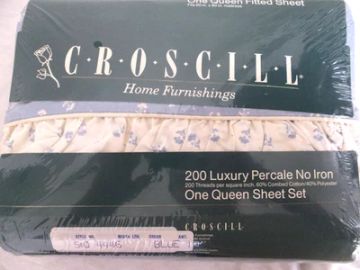 One Queen Fitted Sheet
C·R·O·S·C·I·L·L
Home Furnishings
200 Luxury Percale No Iron
200 Threads per square inch. 60% Combed Cotton/40% Polyester
One Queen Sheet Set
CROSCILL
BLUE